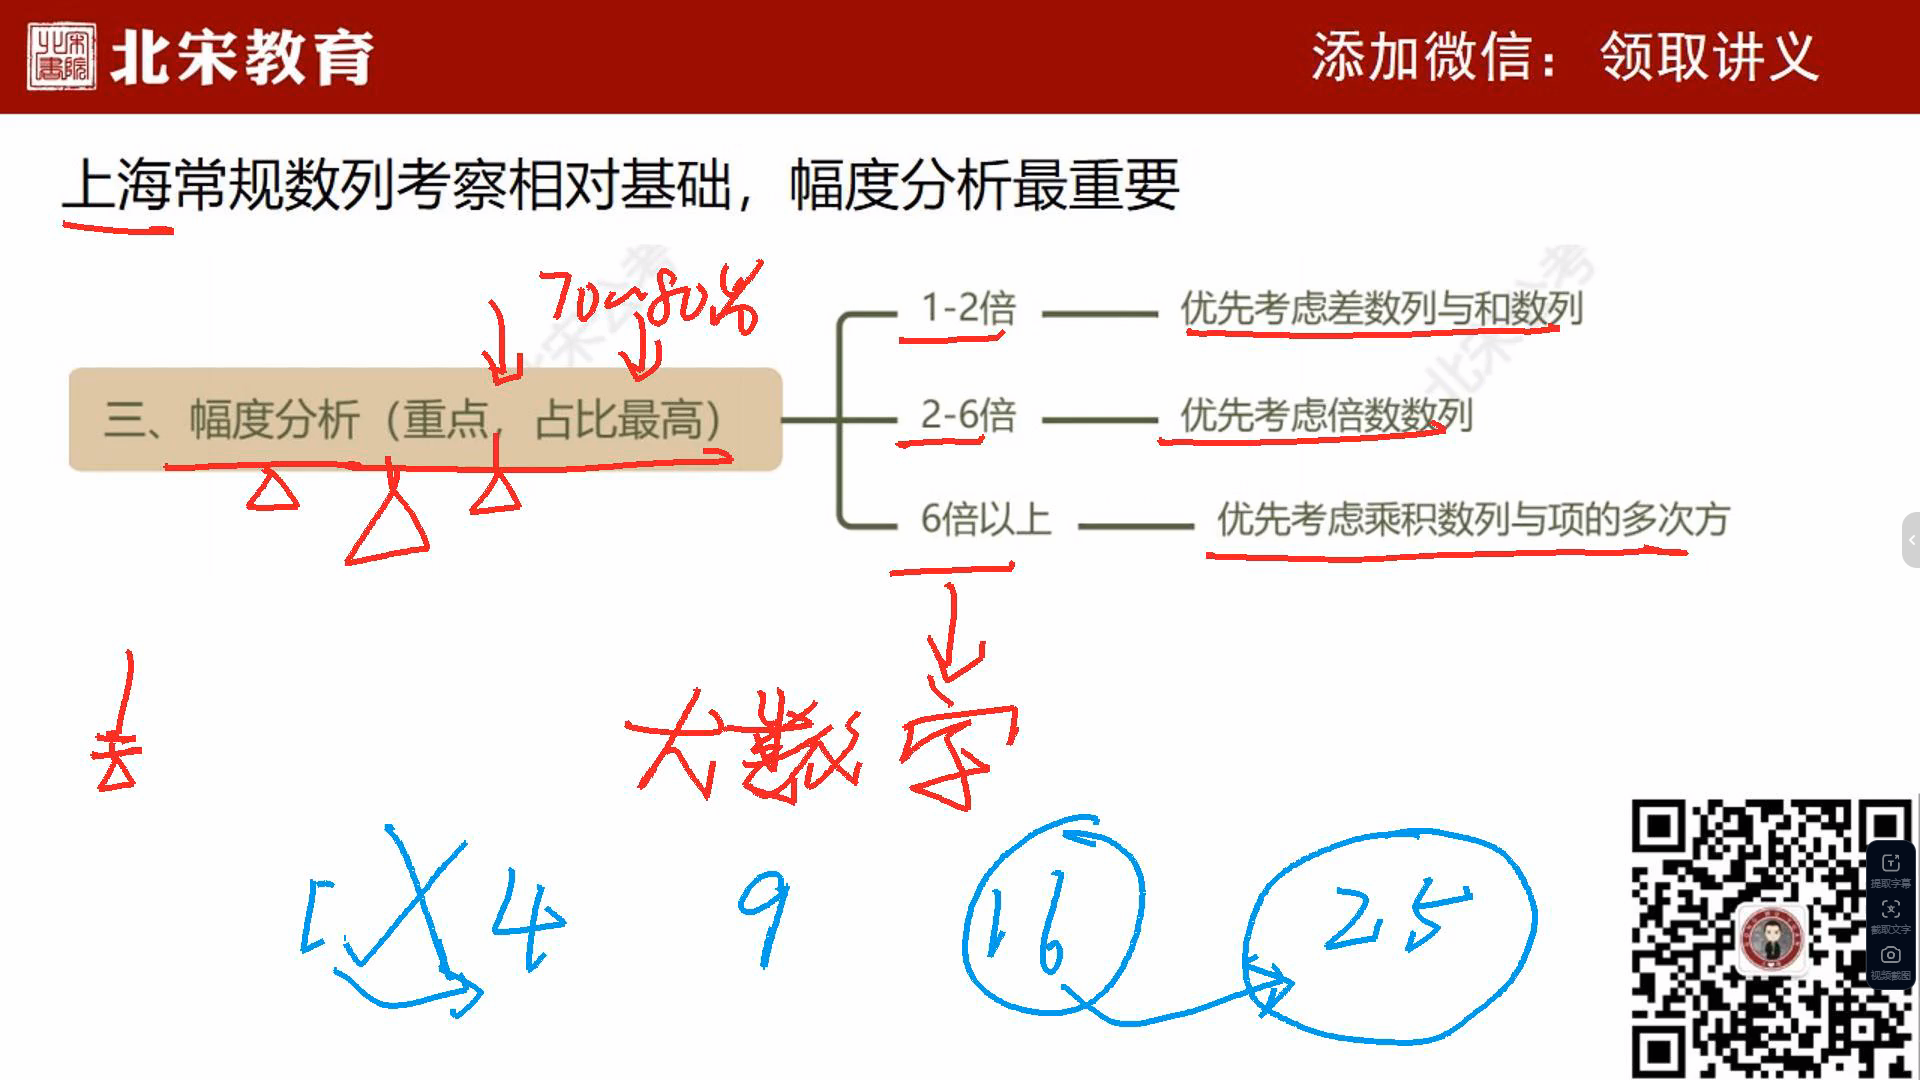 北宋教育
添加微信：领取讲义
上海常规数列考察相对基础，幅度分析最重要
70~80%
三、幅度分析（重点，占比最高）
1-2倍 优先考虑差数列与和数列
2-6倍 优先考虑倍数数列
6倍以上 优先考虑乘积数列与项的多次方
大数字
4 9 16 25
提取字幕
截取文字
视频截图